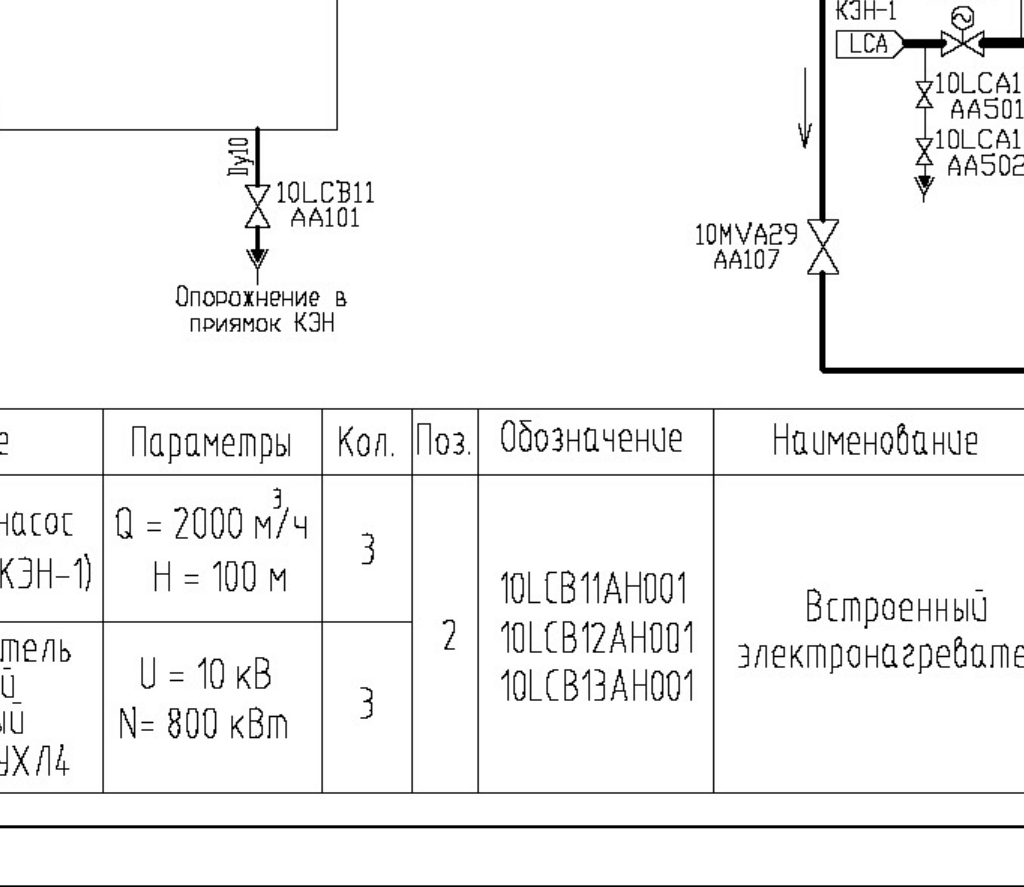 КЭН-1
LCA
10LCA1
AA501
10LCA1
AA502
Ду10
10LCB11
AA101
Опорожнение в
приямок КЭН
10MVA29
AA107
Параметры
Кол.
Поз.
Обозначение
Наименование
насос
КЭН-1)
Q = 2000 м³/ч
H = 100 м
3
тель
й
ый
УХЛ4
U = 10 кВ
N= 800 кВт
3
2
10LCB11AH001
10LCB12AH001
10LCB13AH001
Встроенный
электронагревате